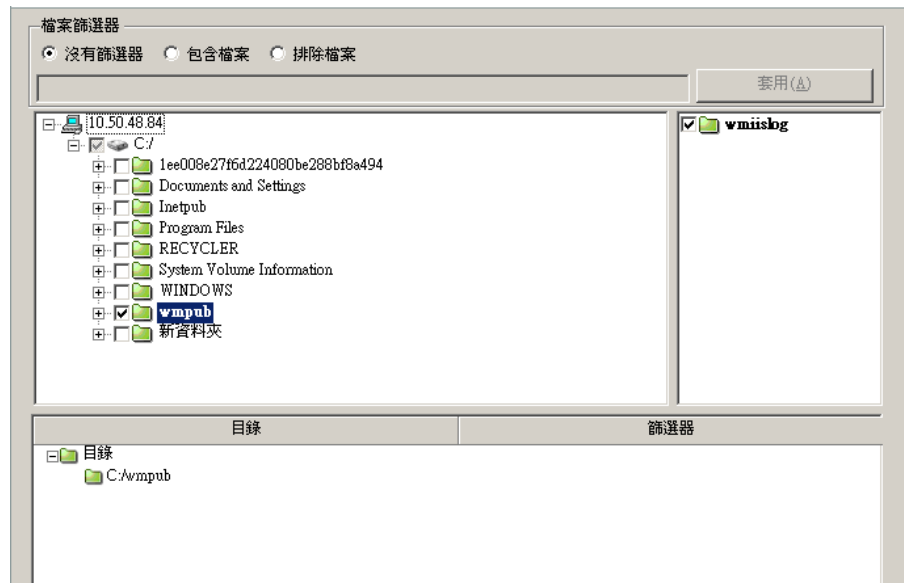 檔案篩選器
沒有篩選器 包含檔案 排除檔案
套用(A)
10.50.48.84
C:/
1ee008e27f6d224080be288bf8a494
Documents and Settings
Inetpub
Program Files
RECYCLER
System Volume Information
WINDOWS
wmpub
新資料夾
wmiislog
目錄 篩選器
目錄
C:/wmpub